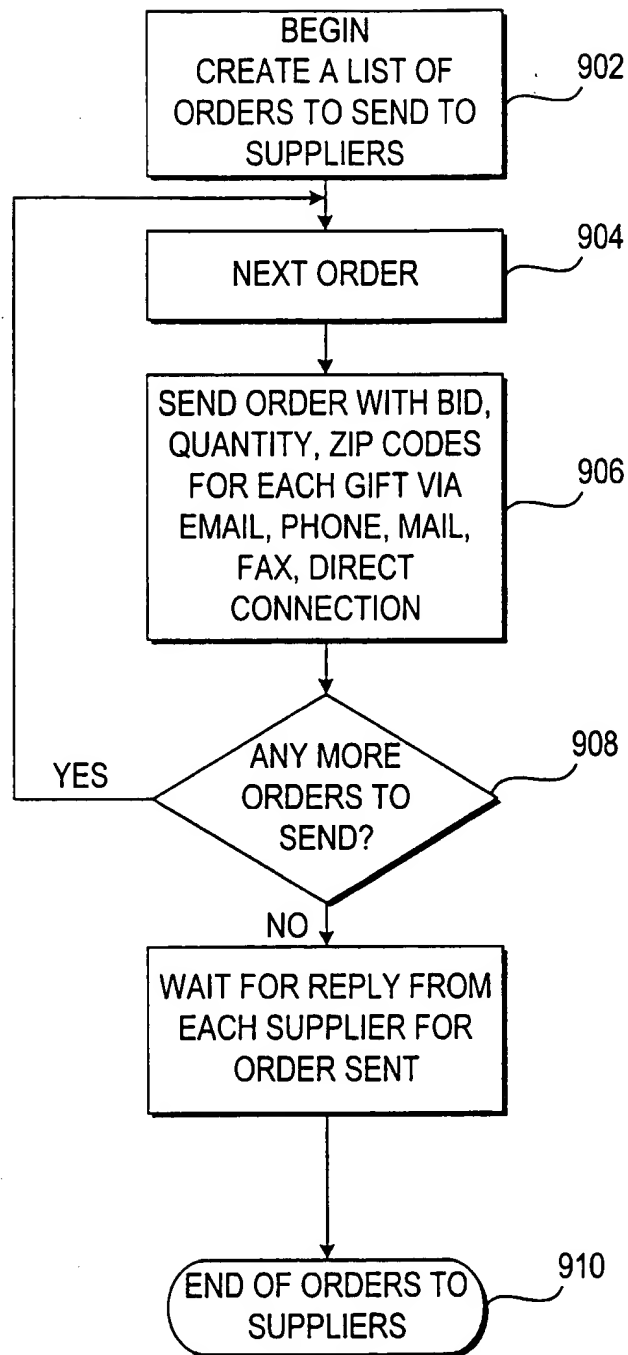 BEGIN
CREATE A LIST OF
ORDERS TO SEND TO
SUPPLIERS
902
904
NEXT ORDER
SEND ORDER WITH BID,
QUANTITY, ZIP CODES
FOR EACH GIFT VIA
EMAIL, PHONE, MAIL,
FAX, DIRECT
CONNECTION
906
908
YES
ANY MORE
ORDERS TO
SEND?
NO
WAIT FOR REPLY FROM
EACH SUPPLIER FOR
ORDER SENT
910
END OF ORDERS TO
SUPPLIERS